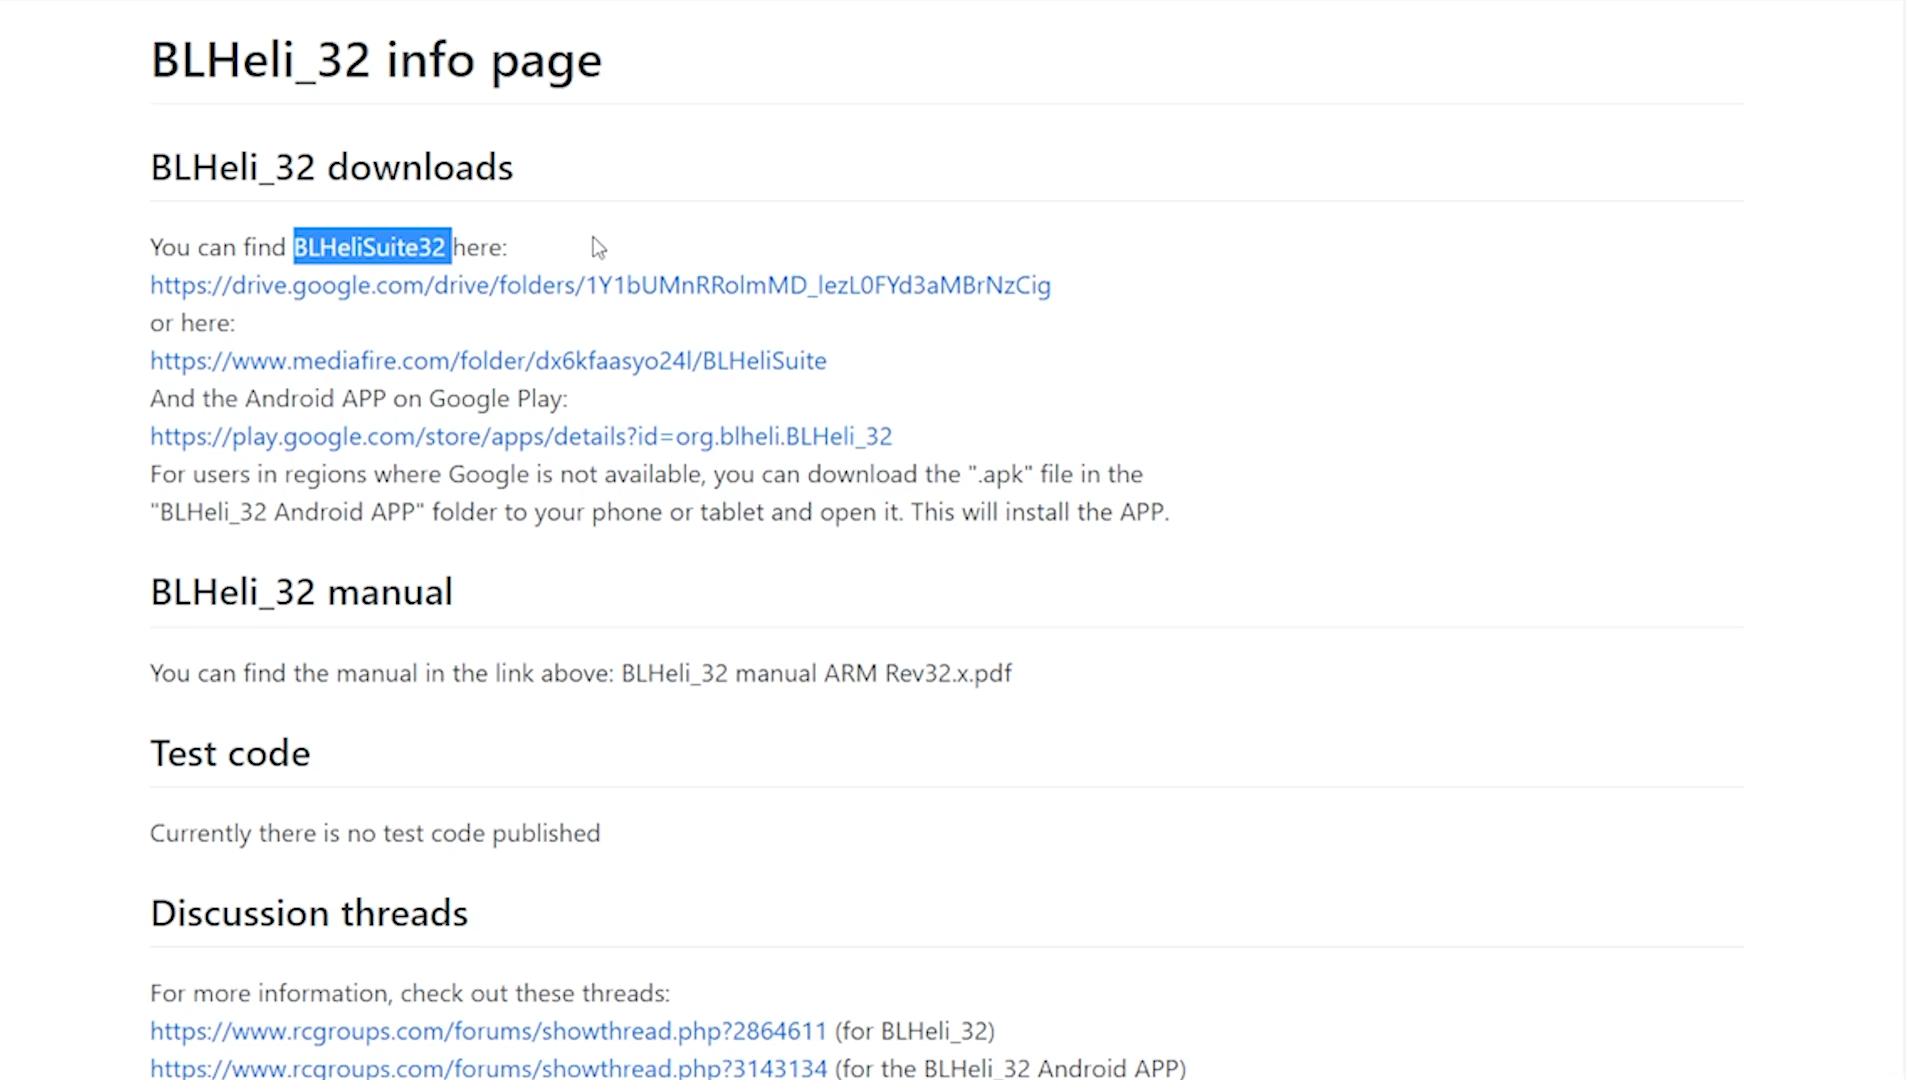 BLHeli_32 info page
BLHeli_32 downloads
You can find BLHeliSuite32 here:
https://drive.google.com/drive/folders/1Y1bUMnRRolmMD_lezL0FYd3aMBrNzCig
or here:
https://www.mediafire.com/folder/dx6kfaasyo24l/BLHeliSuite
And the Android APP on Google Play:
https://play.google.com/store/apps/details?id=org.blheli.BLHeli_32
For users in regions where Google is not available, you can download the ".apk" file in the
"BLHeli_32 Android APP" folder to your phone or tablet and open it. This will install the APP.
BLHeli_32 manual
You can find the manual in the link above: BLHeli_32 manual ARM Rev32.x.pdf
Test code
Currently there is no test code published
Discussion threads
For more information, check out these threads:
https://www.rcgroups.com/forums/showthread.php?2864611 (for BLHeli_32)
https://www.rcgroups.com/forums/showthread.php?3143134 (for the BLHeli_32 Android APP)